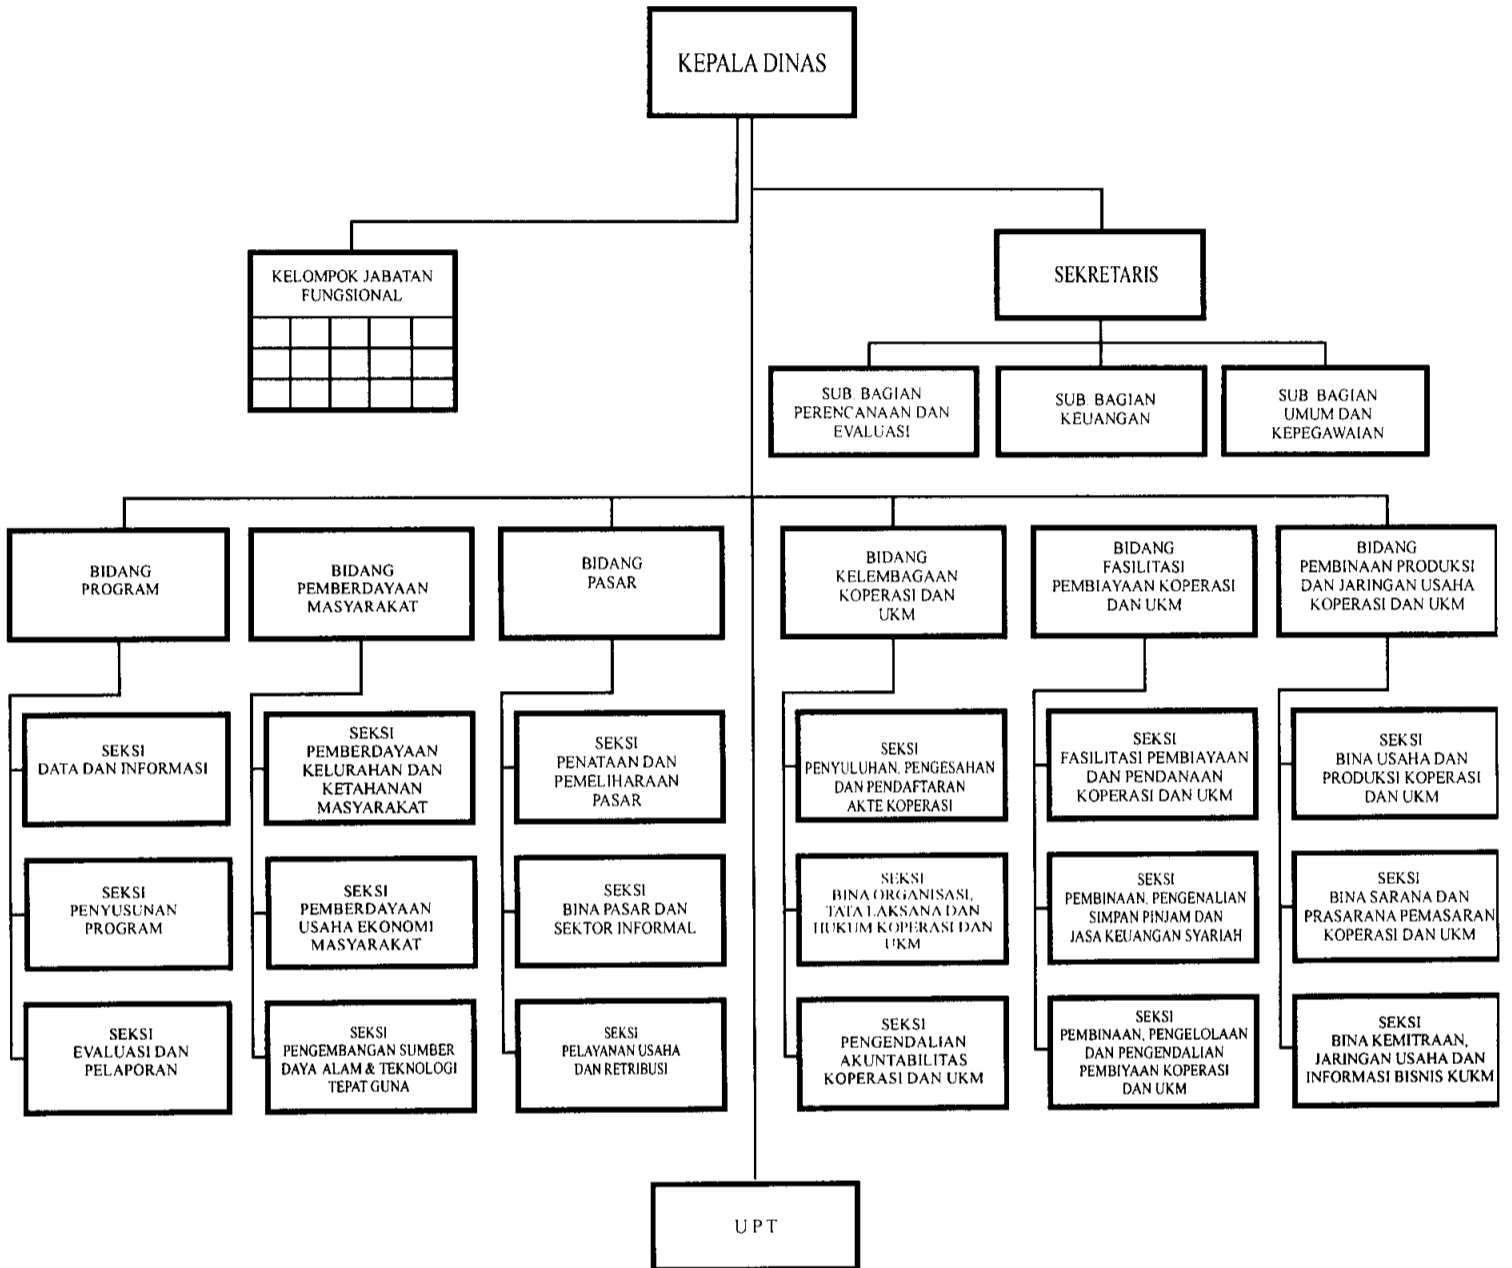 KEPALA DINAS
KELOMPOK JABATAN
FUNGSIONAL
SEKRETARIS
SUB. BAGIAN
PERENCANAAN DAN
EVALUASI
SUB. BAGIAN
KEUANGAN
SUB BAGIAN
UMUM DAN
KEPEGAWAIAN
BIDANG
PROGRAM
BIDANG
PEMBERDAYAAN
MASYARAKAT
BIDANG
PASAR
BIDANG
KELEMBAGAAN
KOPERASI DAN
UKM
BIDANG
FASILITASI
PEMBIAYAAN KOPERASI
DAN UKM
BIDANG
PEMBINAAN PRODUKSI
DAN JARINGAN USAHA
KOPERASI DAN UKM
SEKSI
DATA DAN INFORMASI
SEKSI
PEMBERDAYAAN
KELURAHAN DAN
KETAHANAN
MASYARAKAT
SEKSI
PENATAAN DAN
PEMELIHARAAN
PASAR
SEKSI
PENYULUHAN, PENGESAHAN
DAN PENDAFTARAN
AKTE KOPERASI
SEKSI
FASILITASI PEMBIAYAAN
DAN PENDANAAN
KOPERASI DAN UKM
SEKSI
BINA USAHA DAN
PRODUKSI KOPERASI
DAN UKM
SEKSI
PENYUSUNAN
PROGRAM
SEKSI
PEMBERDAYAAN
USAHA EKONOMI
MASYARAKAT
SEKSI
BINA PASAR DAN
SEKTOR INFORMAL
SEKSI
BINA ORGANISASI,
TATA LAKSANA DAN
HUKUM KOPERASI DAN
UKM
SEKSI
PEMBINAAN, PENGENALIAN
SIMPAN PINJAM DAN
JASA KEUANGAN SYARIAH
SEKSI
BINA SARANA DAN
PRASARANA PEMASARAN
KOPERASI DAN UKM
SEKSI
EVALUASI DAN
PELAPORAN
SEKSI
PENGEMBANGAN SUMBER
DAYA ALAM & TEKNOLOGI
TEPAT GUNA
SEKSI
PELAYANAN USAHA
DAN RETRIBUSI
SEKSI
PENGENDALIAN
AKUNTABILITAS
KOPERASI DAN UKM
SEKSI
PEMBINAAN, PENGELOLAAN
DAN PENGENDALIAN
PEMBIYAAN KOPERASI
DAN UKM
SEKSI
BINA KEMITRAAN,
JARINGAN USAHA DAN
INFORMASI BISNIS KUKM
U P T